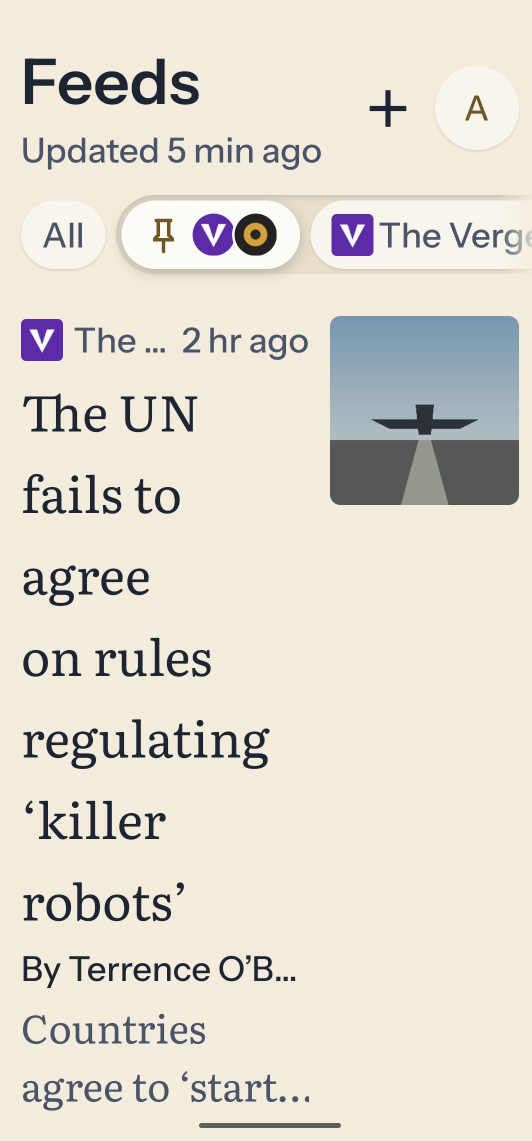 Feeds
Updated 5 min ago
A
All
The Verge
The ... 2 hr ago
The UN
fails to
agree
on rules
regulating
‘killer
robots’
By Terrence O’B...
Countries
agree to ‘start...